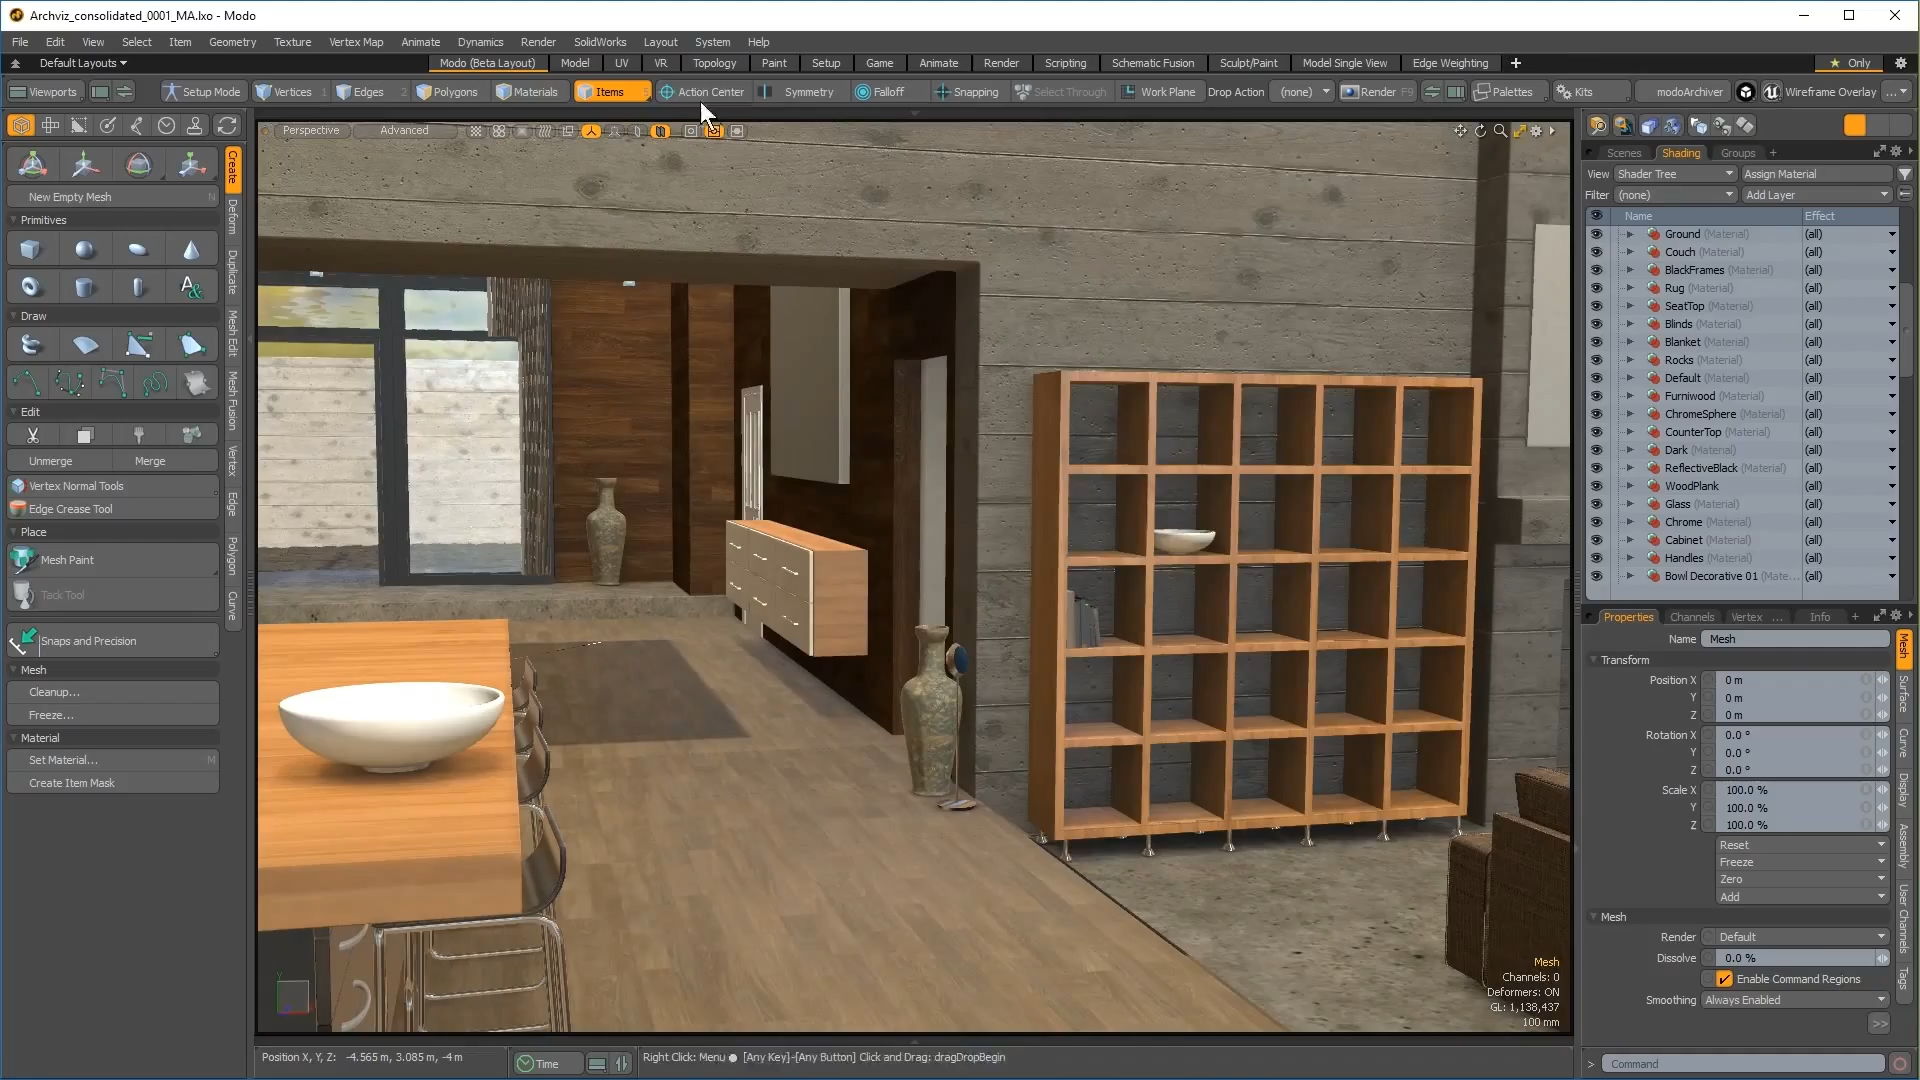 Archviz_consolidated_0001_MA.lxo - Modo
File Edit View Select Item Geometry Texture Vertex Map Animate Dynamics Render SolidWorks Layout System Help
Default Layouts Modo (Beta Layout) Model UV VR Topology Paint Setup Game Animate Render Scripting Schematic Fusion Sculpt/Paint Model Single View Edge Weighting + Only
Viewports Setup Mode Vertices 1 Edges 2 Polygons Materials Items 5 Action Center Symmetry Falloff Snapping Select Through Work Plane Drop Action (none) Render F9 Palettes Kits modoArchiver Wireframe Overlay ...
Perspective Advanced
New Empty Mesh N
Primitives
Draw
Edit
Unmerge Merge
Vertex Normal Tools
Edge Crease Tool
Place
Mesh Paint
Tack Tool
Snaps and Precision
Mesh
Cleanup...
Freeze...
Material
Set Material... M
Create Item Mask
Create
Deform
Duplicate
Mesh Edit
Mesh Fusion
Vertex
Edge
Polygon
Curve
Mesh
Channels: 0
Deformers: ON
GL: 1,138,437
100 mm
Y
Scenes Shading Groups +
View Shader Tree Assign Material
Filter (none) Add Layer
Name Effect
Ground (Material) (all)
Couch (Material) (all)
BlackFrames (Material) (all)
Rug (Material) (all)
SeatTop (Material) (all)
Blinds (Material) (all)
Blanket (Material) (all)
Rocks (Material) (all)
Default (Material) (all)
Furniwood (Material) (all)
ChromeSphere (Material) (all)
CounterTop (Material) (all)
Dark (Material) (all)
ReflectiveBlack (Material) (all)
WoodPlank (all)
Glass (Material) (all)
Chrome (Material) (all)
Cabinet (Material) (all)
Handles (Material) (all)
Bowl Decorative 01 (Mate... (all)
Properties Channels Vertex ... Info +
Name Mesh
Transform
Position X 0 m
Y 0 m
Z 0 m
Rotation X 0.0 °
Y 0.0 °
Z 0.0 °
Scale X 100.0 %
Y 100.0 %
Z 100.0 %
Reset
Freeze
Zero
Add
Mesh
Render Default
Dissolve 0.0 %
Enable Command Regions
Smoothing Always Enabled
>>
Mesh
Surface
Curve
Display
Assembly
User Channels
Tags
Position X, Y, Z: -4.565 m, 3.085 m, -4 m Time Right Click: Menu ● [Any Key]-[Any Button] Click and Drag: dragDropBegin
> Command